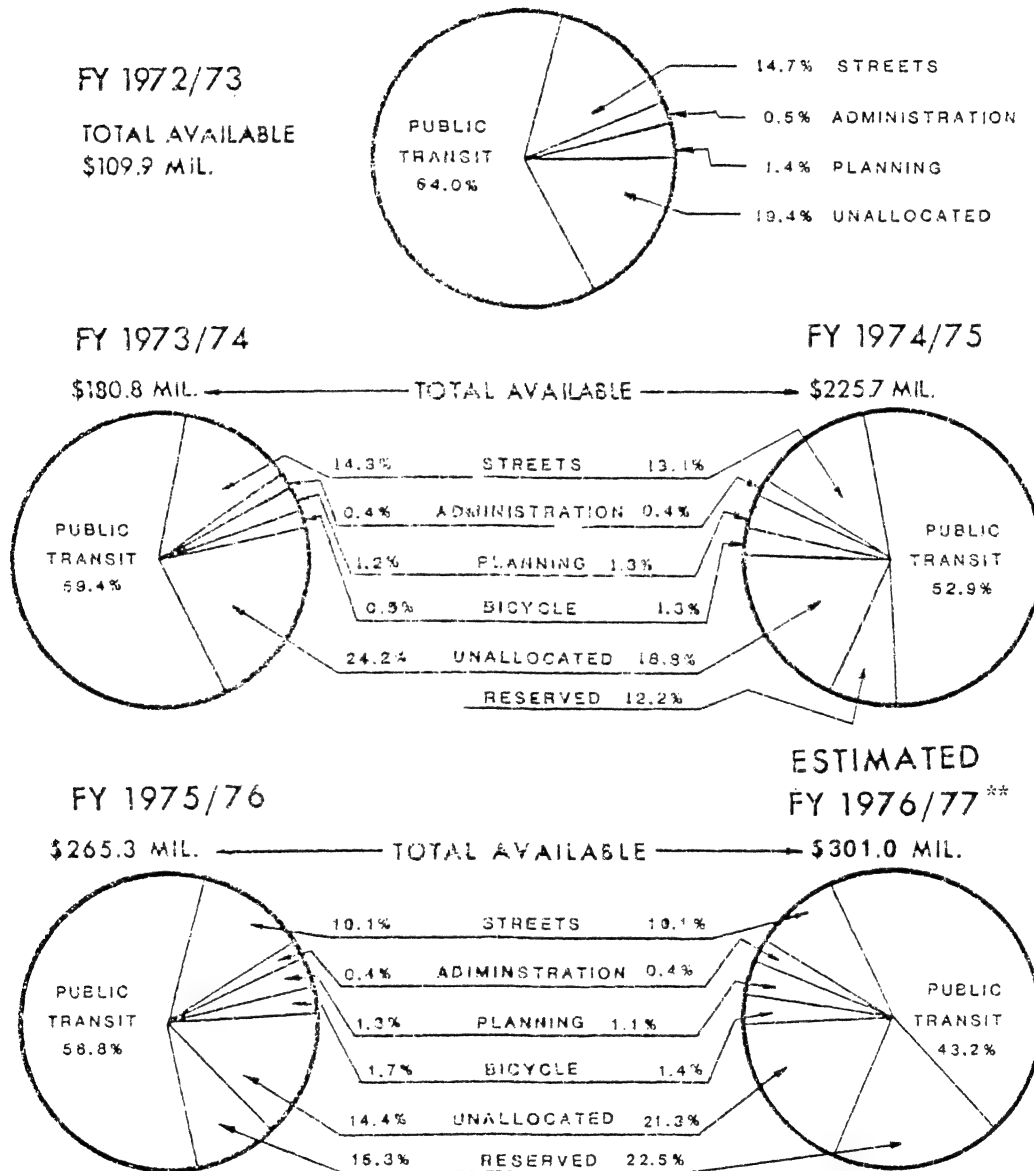 FY 1972/73
TOTAL AVAILABLE
$109.9 MIL.
PUBLIC
TRANSIT
64.0%
14.7% STREETS
0.5% ADMINISTRATION
1.4% PLANNING
19.4% UNALLOCATED
FY 1973/74 FY 1974/75
$180.8 MIL. TOTAL AVAILABLE $225.7 MIL.
PUBLIC
TRANSIT
59.4%
14.3% STREETS 13.1%
0.4% ADMINISTRATION 0.4%
1.2% PLANNING 1.3%
0.5% BICYCLE 1.3%
24.2% UNALLOCATED 18.8%
RESERVED 12.2%
PUBLIC
TRANSIT
52.9%
ESTIMATED
FY 1975/76 FY 1976/77**
$265.3 MIL. TOTAL AVAILABLE $301.0 MIL.
PUBLIC
TRANSIT
56.8%
10.1% STREETS 10.1%
0.4% ADIMINSTRATION 0.4%
1.3% PLANNING 1.1%
1.7% BICYCLE 1.4%
14.4% UNALLOCATED 21.3%
15.3% RESERVED 22.5%
PUBLIC
TRANSIT
43.2%